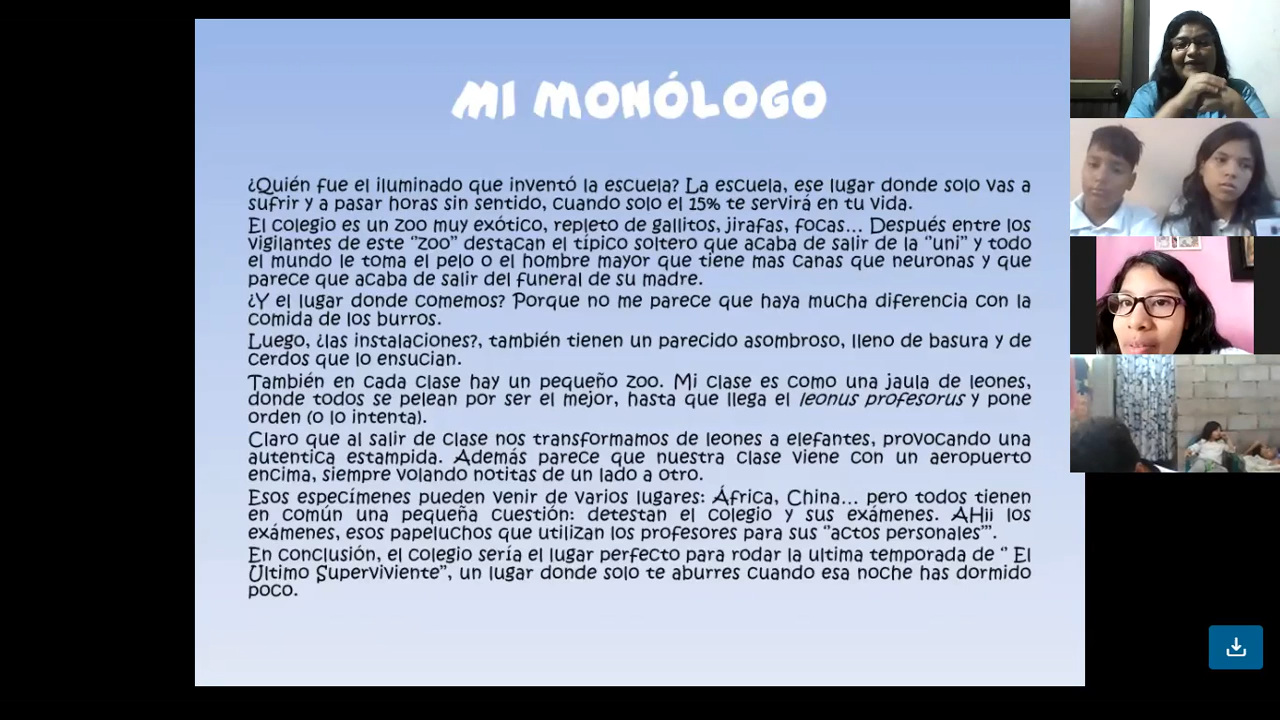 MI MONÓLOGO
¿Quién fue el iluminado que inventó la escuela? La escuela, ese lugar donde solo vas a
sufrir y a pasar horas sin sentido, cuando solo el 15% te servirá en tu vida.
El colegio es un zoo muy exótico, repleto de gallitos, jirafas, focas... Después entre los
vigilantes de este "zoo" destacan el típico soltero que acaba de salir de la "uni" y todo
el mundo le toma el pelo o el hombre mayor que tiene mas canas que neuronas y que
parece que acaba de salir del funeral de su madre.
¿Y el lugar donde comemos? Porque no me parece que haya mucha diferencia con la
comida de los burros.
Luego, ¿las instalaciones?, también tienen un parecido asombroso, lleno de basura y de
cerdos que lo ensucian.
También en cada clase hay un pequeño zoo. Mi clase es como una jaula de leones,
donde todos se pelean por ser el mejor, hasta que llega el leonus profesorus y pone
orden (o lo intenta).
Claro que al salir de clase nos transformamos de leones a elefantes, provocando una
autentica estampida. Además parece que nuestra clase viene con un aeropuerto
encima, siempre volando notitas de un lado a otro.
Esos especímenes pueden venir de varios lugares: África, China... pero todos tienen
en común una pequeña cuestión: detestan el colegio y sus exámenes. AH¡¡ los
exámenes, esos papeluchos que utilizan los profesores para sus "actos personales'".
En conclusión, el colegio sería el lugar perfecto para rodar la ultima temporada de " El
Último Superviviente", un lugar donde solo te aburres cuando esa noche has dormido
poco.